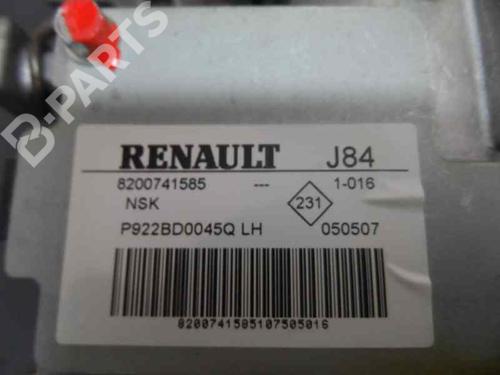 B-PARTS
RENAULT J84
8200741585 --- 1-016
NSK 231
P922BD0045Q LH 050507
8200741585107505016